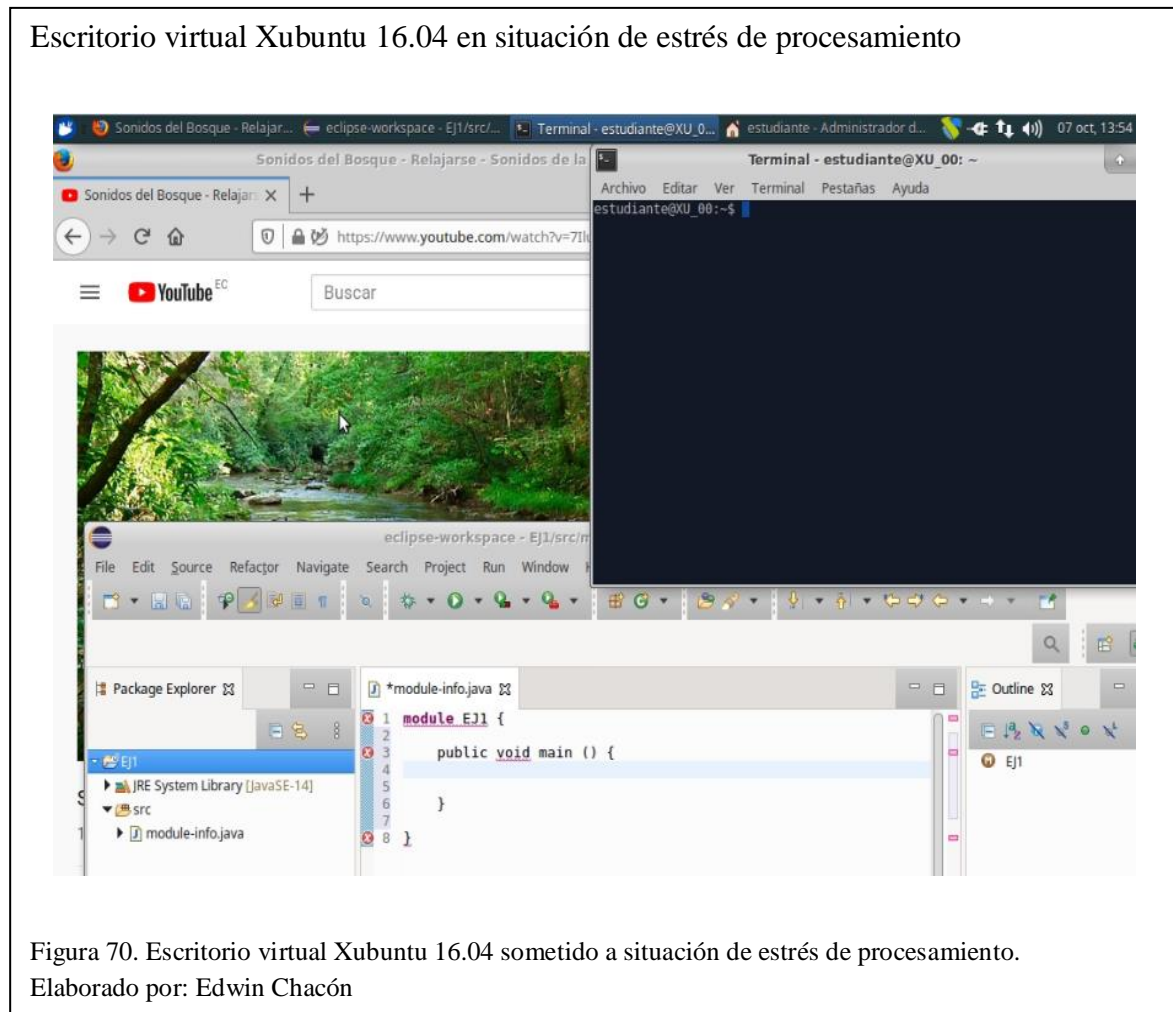 Escritorio virtual Xubuntu 16.04 en situación de estrés de procesamiento
Sonidos del Bosque - Relajar... eclipse-workspace - EJ1/src/... Terminal - estudiante@XU_0... estudiante - Administrador d... 07 oct, 13:54
Sonidos del Bosque - Relajarse - Sonidos de la
Terminal - estudiante@XU_00: ~
Sonidos del Bosque - Relajar
Archivo Editar Ver Terminal Pestañas Ayuda
estudiante@XU_00:~$
https://www.youtube.com/watch?v=7Ilu
YouTube EC
Buscar
eclipse-workspace - EJ1/src/m
File Edit Source Refactor Navigate Search Project Run Window H
Package Explorer
*module-info.java
Outline
1 module EJ1 {
2
3 public void main () {
4
5
6 }
7
8 }
EJ1
JRE System Library [JavaSE-14]
src
module-info.java
EJ1
S
1
Figura 70. Escritorio virtual Xubuntu 16.04 sometido a situación de estrés de procesamiento.
Elaborado por: Edwin Chacón